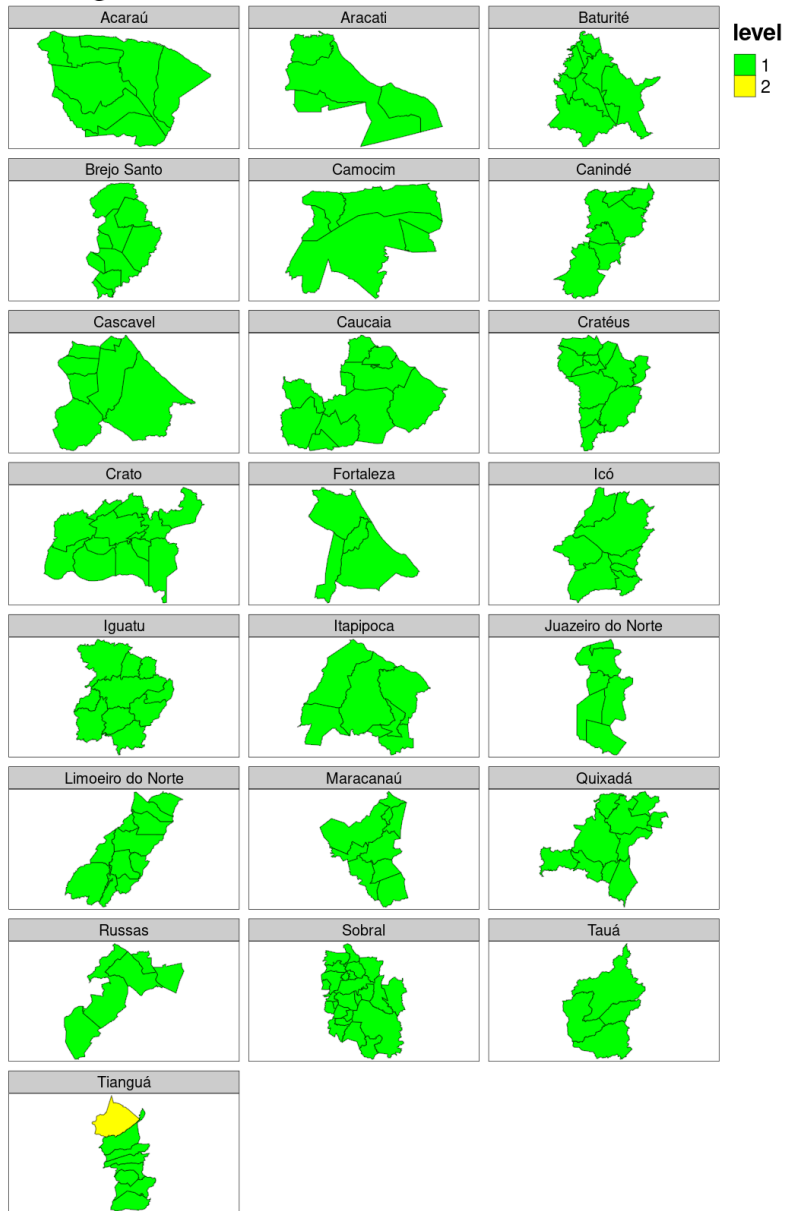 Acaraú
Aracati
Baturité
level
1
2
Brejo Santo
Camocim
Canindé
Cascavel
Caucaia
Cratéus
Crato
Fortaleza
Icó
Iguatu
Itapipoca
Juazeiro do Norte
Limoeiro do Norte
Maracanaú
Quixadá
Russas
Sobral
Tauá
Tianguá